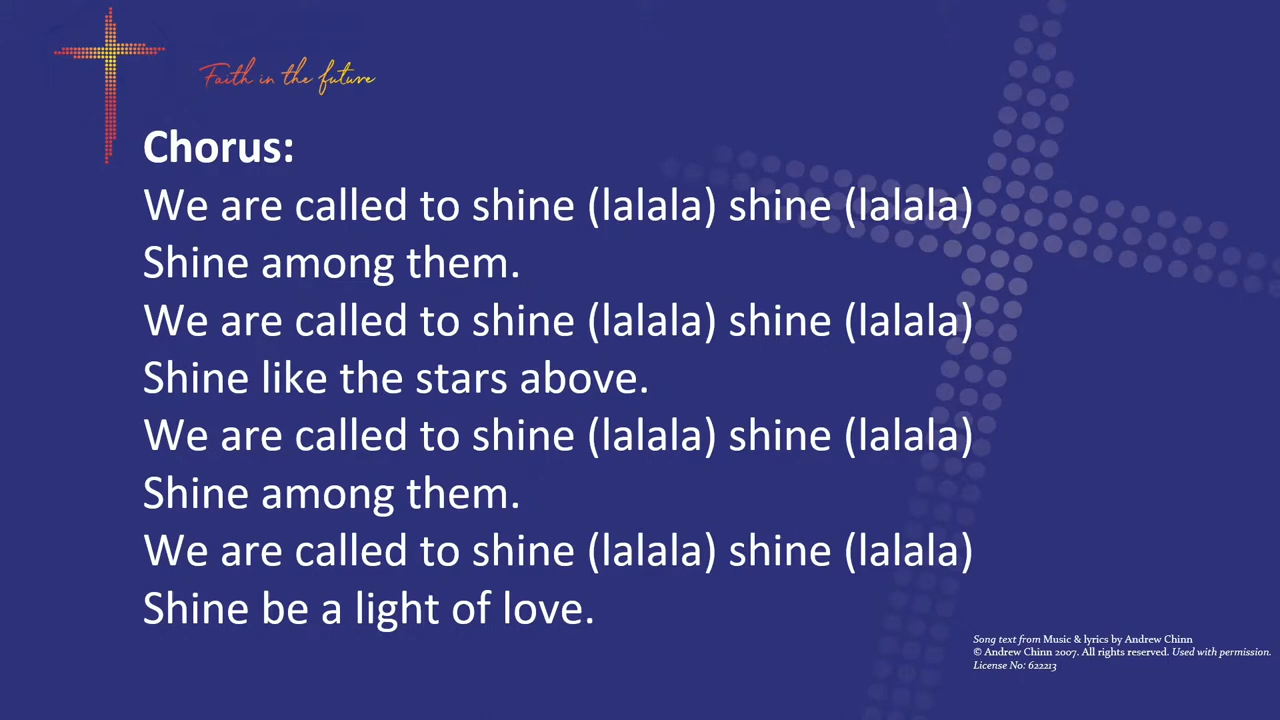 Faith in the future
Chorus:
We are called to shine (lalala) shine (lalala)
Shine among them.
We are called to shine (lalala) shine (lalala)
Shine like the stars above.
We are called to shine (lalala) shine (lalala)
Shine among them.
We are called to shine (lalala) shine (lalala)
Shine be a light of love.
Song text from Music & lyrics by Andrew Chinn
© Andrew Chinn 2007. All rights reserved. Used with permission.
License No: 622213